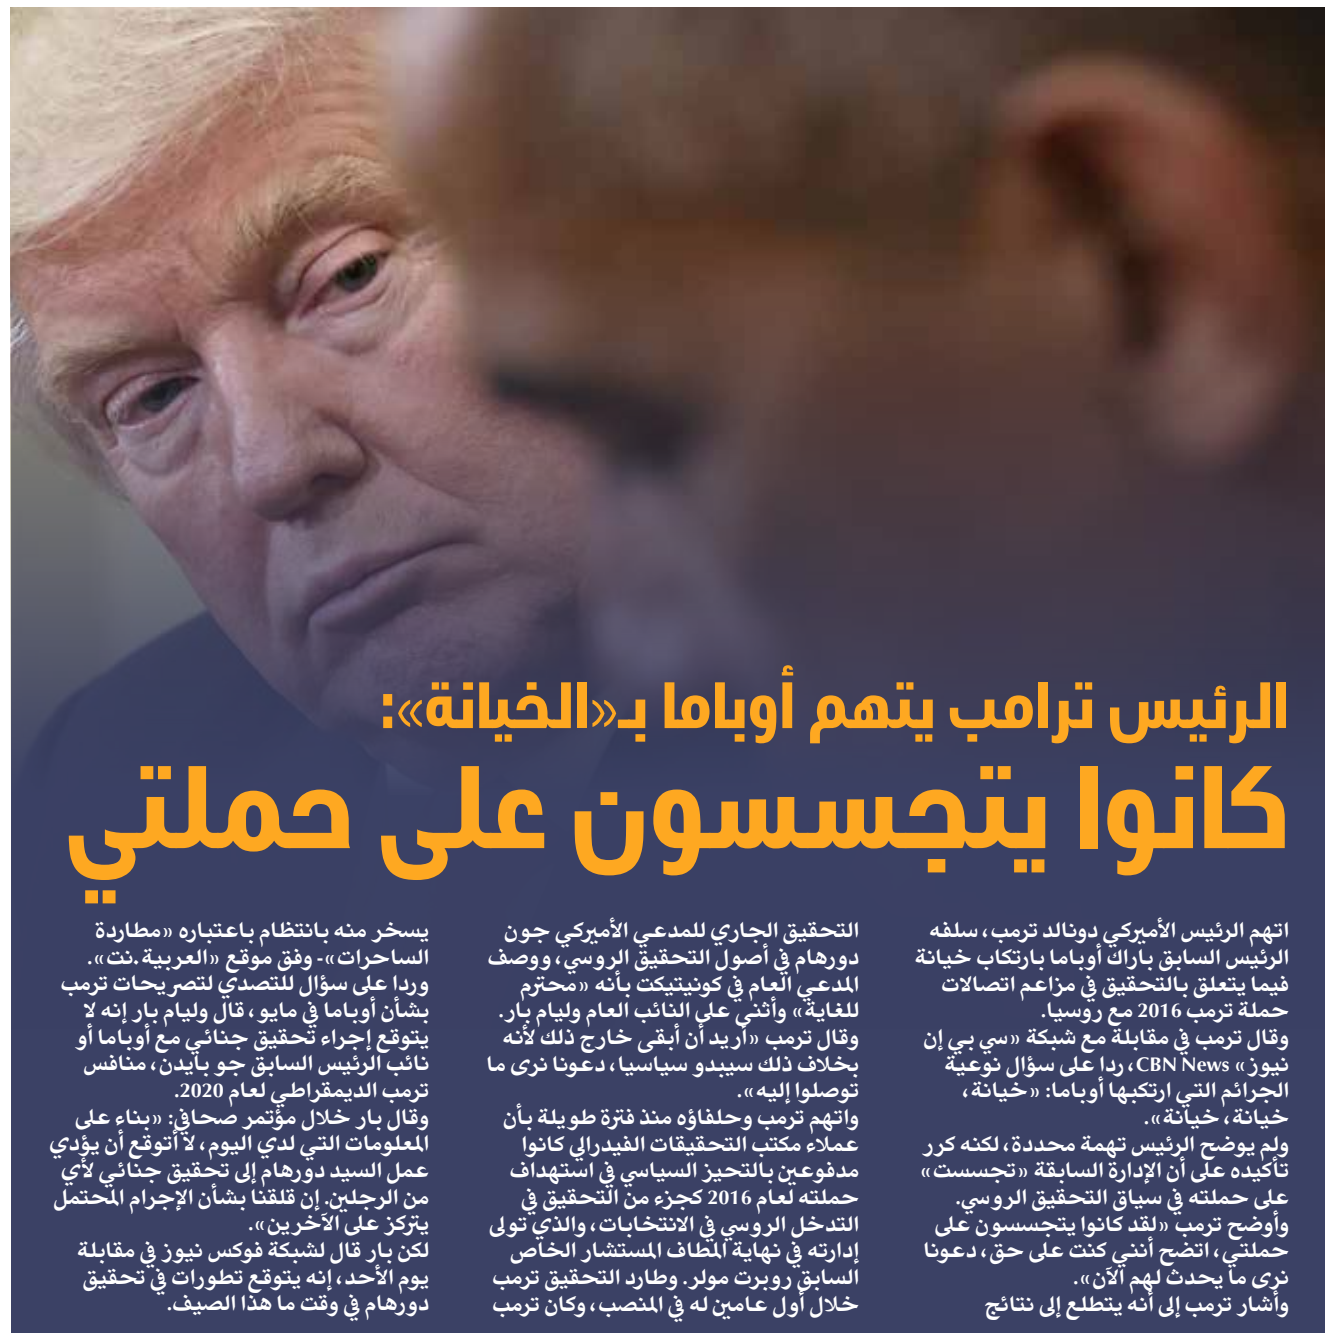 الرئيس ترامب يتهم أوباما بـ«الخيانة»:
كانوا يتجسسون على حملتي
اتهم الرئيس الأميركي دونالد ترمب، سلفه
الرئيس السابق باراك أوباما بارتكاب خيانة
فيما يتعلق بالتحقيق في مزاعم اتصالات
حملة ترمب 2016 مع روسيا.
وقال ترمب في مقابلة مع شبكة «سي بي إن
نيوز» CBN News، ردا على سؤال نوعية
الجرائم التي ارتكبها أوباما: «خيانة،
خيانة، خيانة».
ولم يوضح الرئيس تهمة محددة، لكنه كرر
تأكيده على أن الإدارة السابقة «تجسست»
على حملته في سياق التحقيق الروسي.
وأوضح ترمب «لقد كانوا يتجسسون على
حملتي، اتضح أنني كنت على حق، دعونا
نرى ما يحدث لهم الآن».
وأشار ترمب إلى أنه يتطلع إلى نتائج
التحقيق الجاري للمدعي الأميركي جون
دورهام في أصول التحقيق الروسي، ووصف
المدعي العام في كونيتيكت بأنه «محترم
للغاية» وأثنى على النائب العام وليام بار.
وقال ترمب «أريد أن أبقى خارج ذلك لأنه
بخلاف ذلك سيبدو سياسيا، دعونا نرى ما
توصلوا إليه».
واتهم ترمب وحلفاؤه منذ فترة طويلة بأن
عملاء مكتب التحقيقات الفيدرالي كانوا
مدفوعين بالتحيز السياسي في استهداف
حملته لعام 2016 كجزء من التحقيق في
التدخل الروسي في الانتخابات، والذي تولى
إدارته في نهاية المطاف المستشار الخاص
السابق روبرت مولر. وطارد التحقيق ترمب
خلال أول عامين له في المنصب، وكان ترمب
يسخر منه بانتظام باعتباره «مطاردة
الساحرات»- وفق موقع «العربية.نت».
وردا على سؤال للتصدي لتصريحات ترمب
بشأن أوباما في مايو، قال وليام بار إنه لا
يتوقع إجراء تحقيق جنائي مع أوباما أو
نائب الرئيس السابق جو بايدن، منافس
ترمب الديمقراطي لعام 2020.
وقال بار خلال مؤتمر صحافي: «بناء على
المعلومات التي لدي اليوم، لا أتوقع أن يؤدي
عمل السيد دورهام إلى تحقيق جنائي لأي
من الرجلين. إن قلقنا بشأن الإجرام المحتمل
يتركز على الآخرين».
لكن بار قال لشبكة فوكس نيوز في مقابلة
يوم الأحد، إنه يتوقع تطورات في تحقيق
دورهام في وقت ما هذا الصيف.